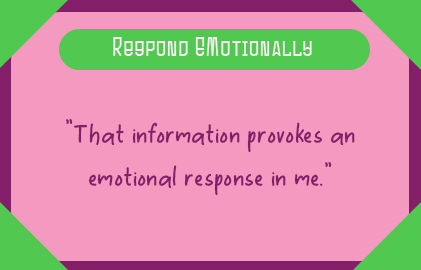 Respond Emotionally
"That information provokes an
emotional response in me."